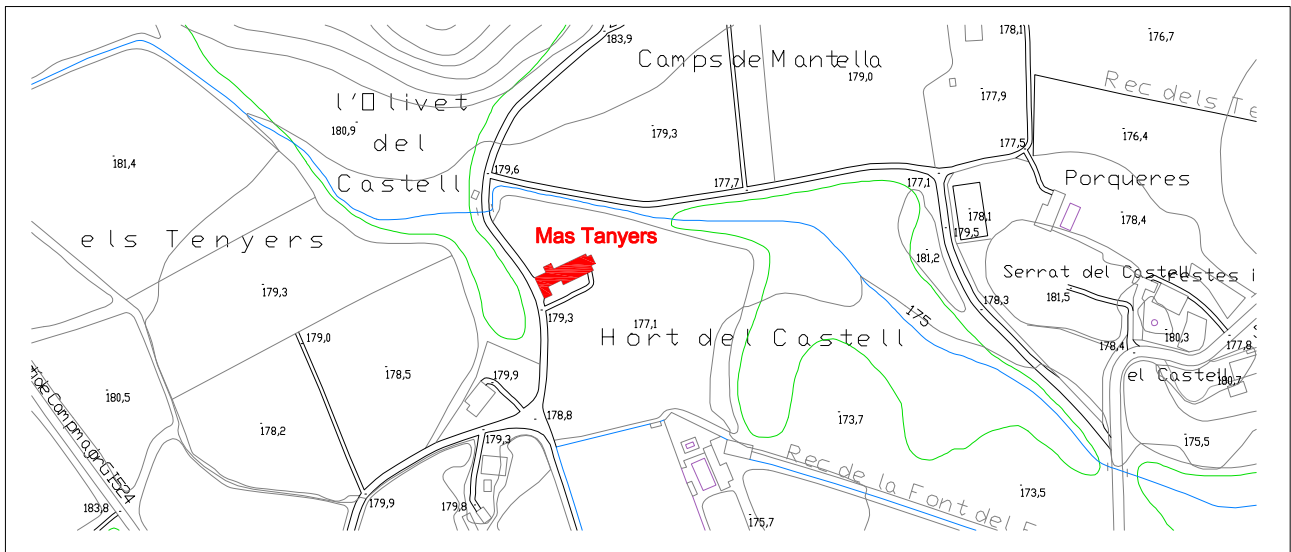 183,9
178,1
176,7
Camps de Mantella
179,0
Rec dels Te
177,9
l'Olivet
180,9
179,3
176,4
del
177,5
181,4
179,6
Castell
177,7
177,1
Porqueres
178,1
178,4
els Tenyers
Mas Tanyers
179,5
181,2
Serrat del Castell
estes i
179,3
181,5
178,3
179,3
177,1
175
Hort del Castell
179,0
180,3
177,8
178,4
178,5
179,9
el Castell
180,7
180,5
173,7
178,8
178,2
179,3
175,5
Rec de la Font del E
de Campmajor GI524
173,5
183,8
179,9
179,8
175,7